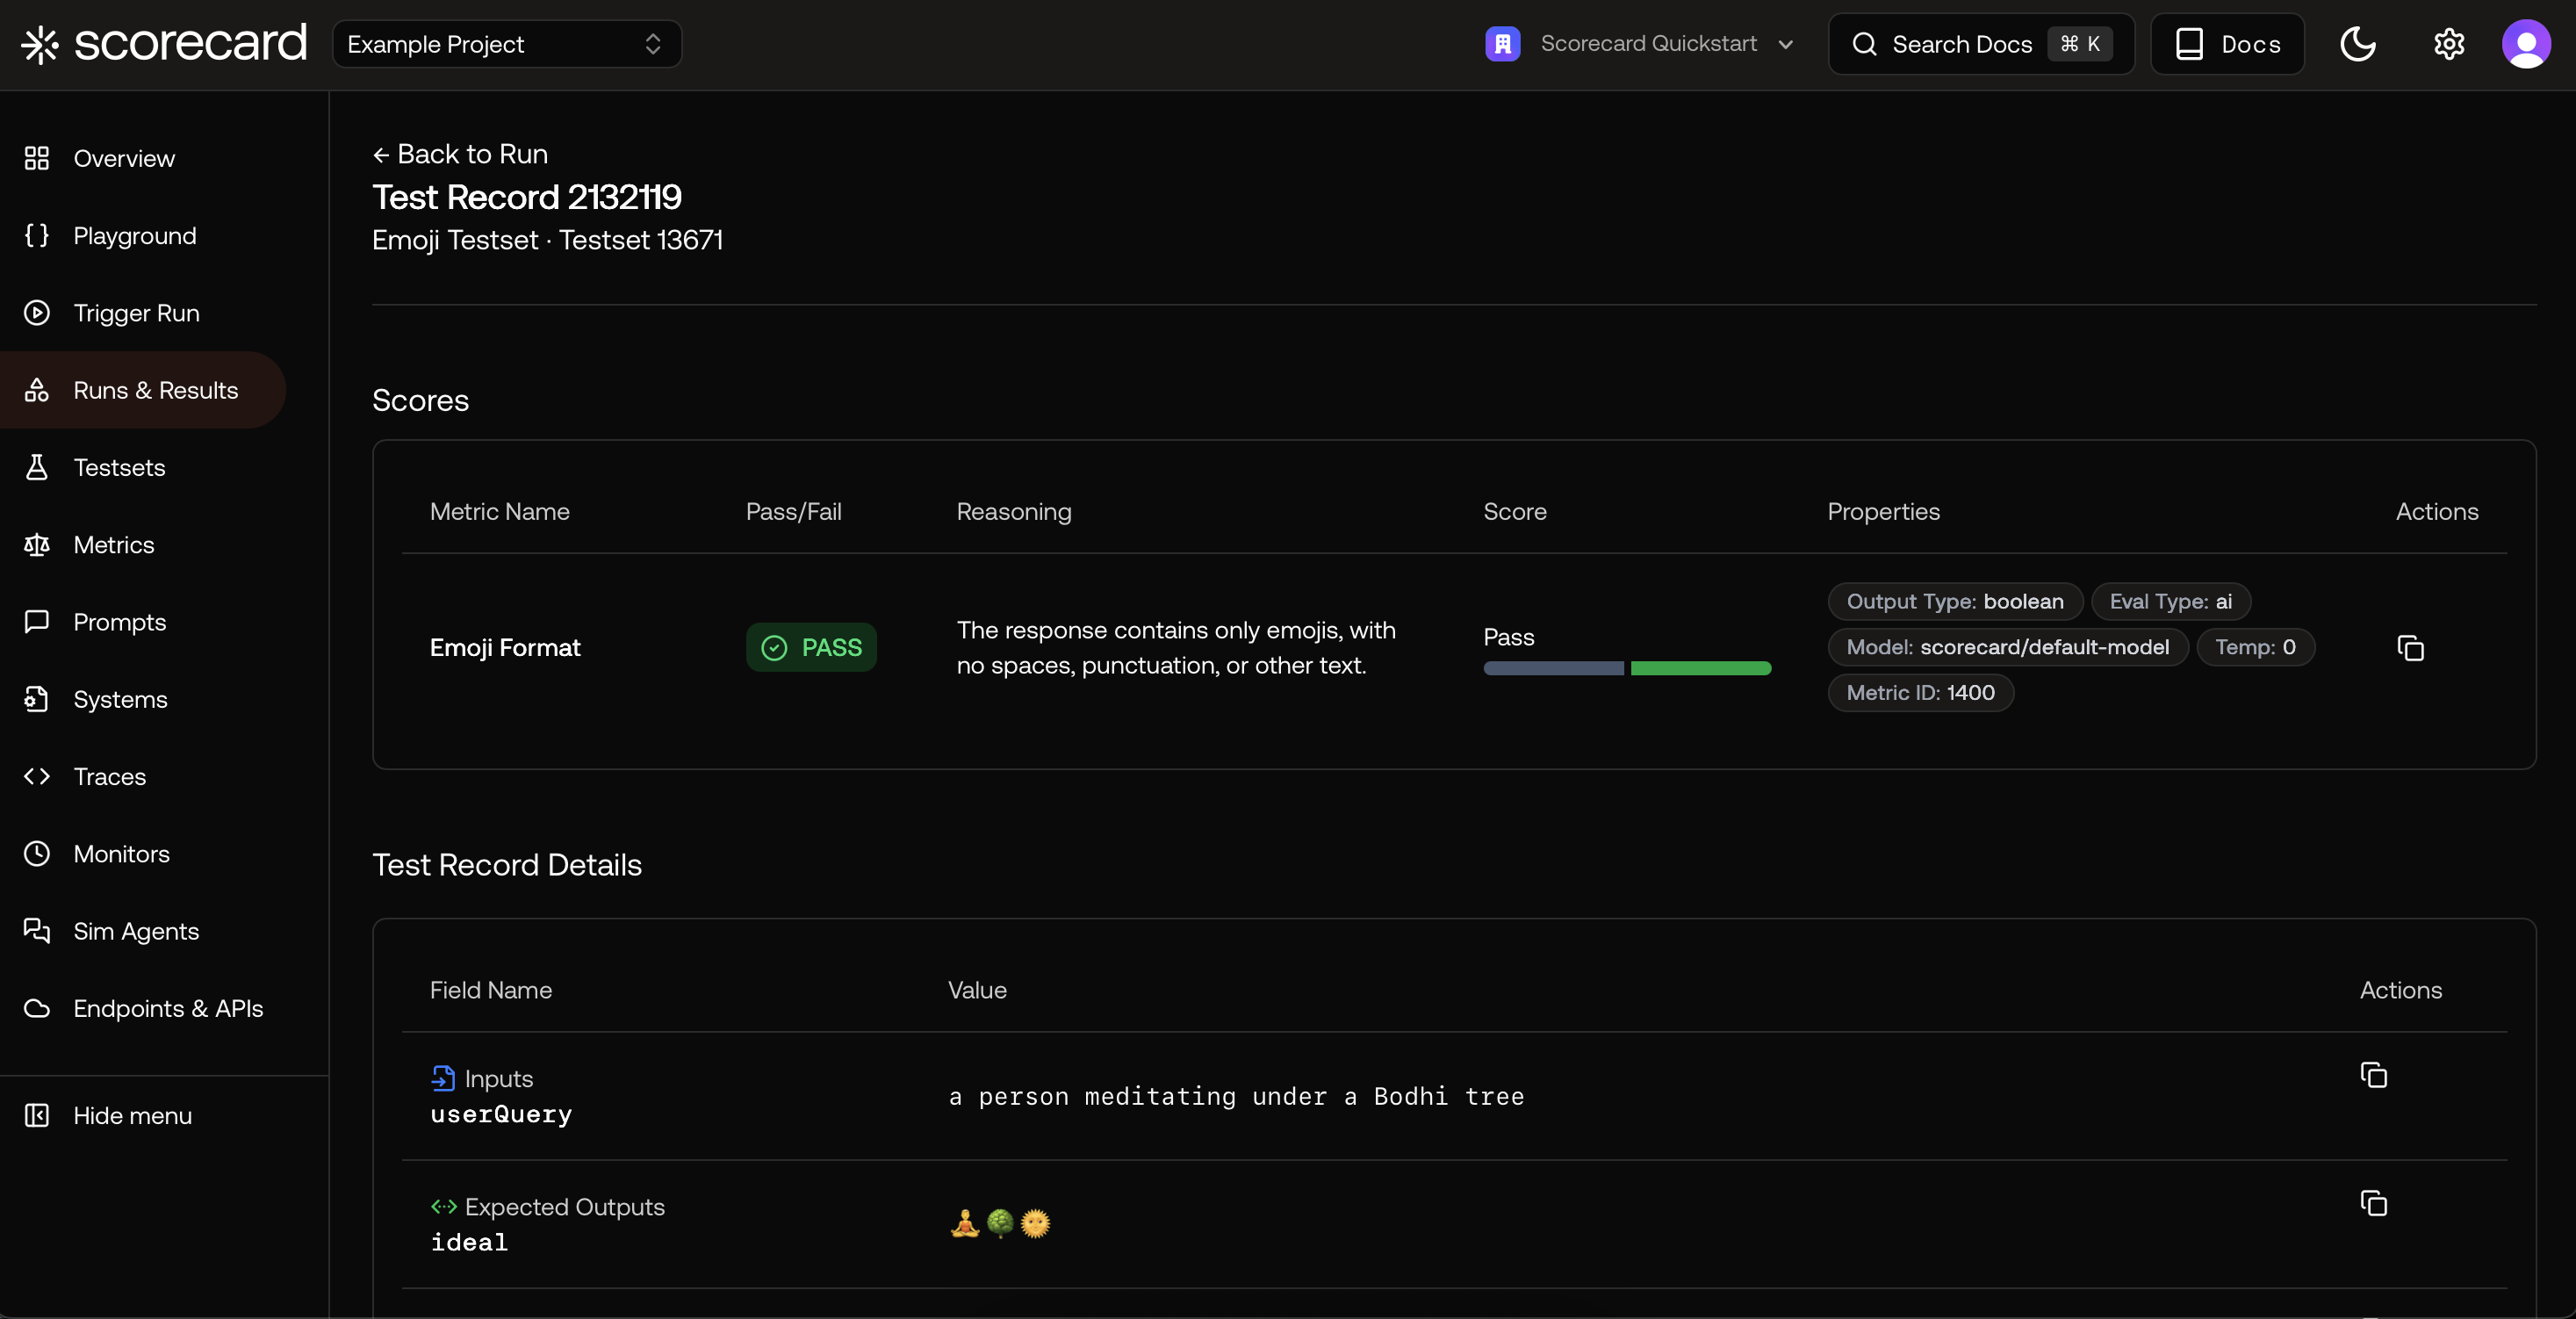 scorecard
Example Project
Scorecard Quickstart
Search Docs ⌘ K
Docs
Overview
Playground
Trigger Run
Runs & Results
Testsets
Metrics
Prompts
Systems
Traces
Monitors
Sim Agents
Endpoints & APIs
Hide menu
← Back to Run
Test Record 2132119
Emoji Testset · Testset 13671
Scores
Metric Name Pass/Fail Reasoning Score Properties Actions
Emoji Format
PASS
The response contains only emojis, with
no spaces, punctuation, or other text.
Pass
Output Type: boolean Eval Type: ai
Model: scorecard/default-model Temp: 0
Metric ID: 1400
Test Record Details
Field Name Value Actions
Inputs
userQuery
a person meditating under a Bodhi tree
Expected Outputs
ideal
🧘🌳🌞